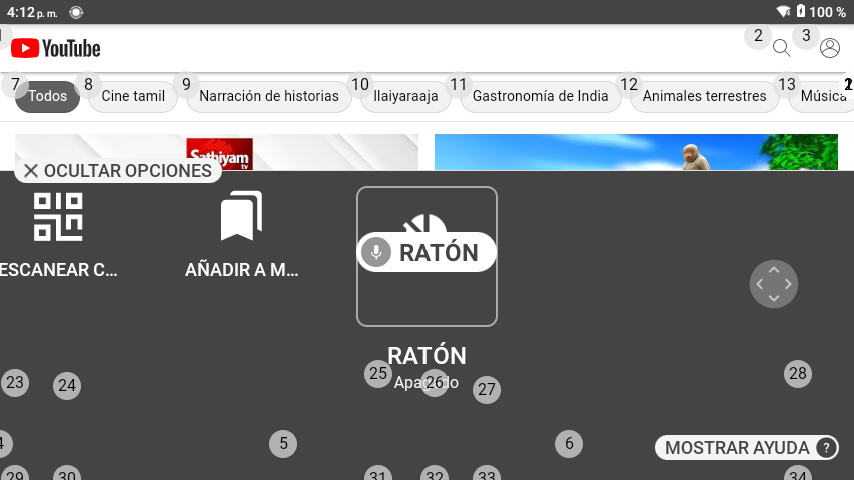 4:12 p. m.
100 %
YouTube
2
3
7
8
9
10
11
12
13
Todos
Cine tamil
Narración de historias
Ilaiyaraaja
Gastronomía de India
Animales terrestres
Música
Sathiyam
tv
OCULTAR OPCIONES
ESCANEAR C...
AÑADIR A M...
RATÓN
RATÓN
Apagado
23
24
25
26
27
28
4
5
6
MOSTRAR AYUDA ?
29
30
31
32
33
34